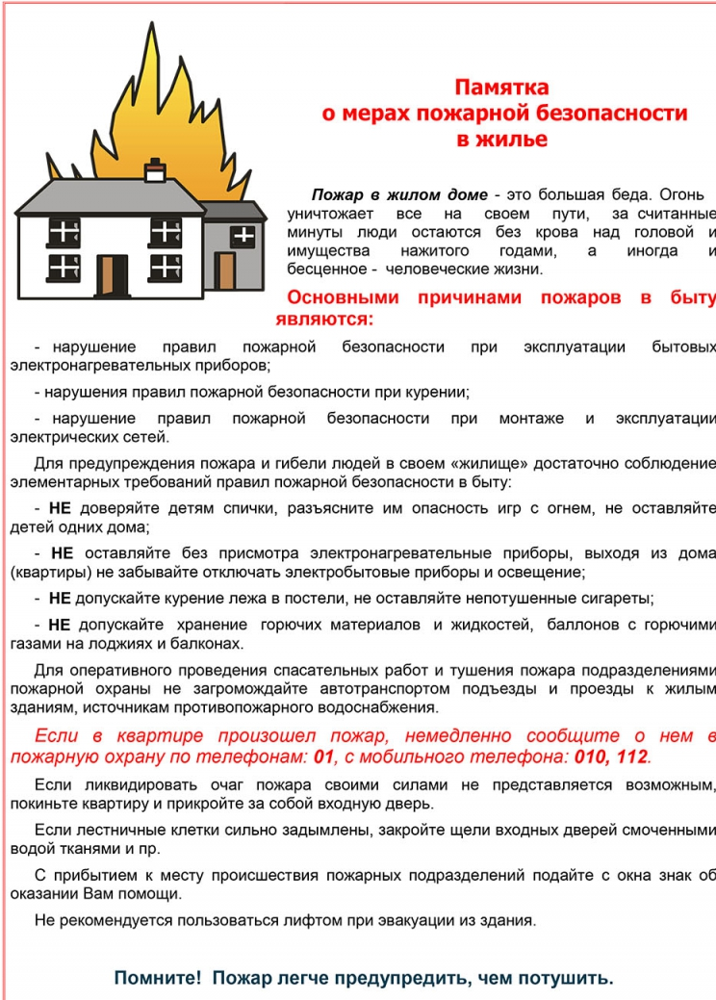 Памятка
о мерах пожарной безопасности
в жилье
Пожар в жилом доме - это большая беда. Огонь
уничтожает все на своем пути, за считанные
минуты люди остаются без крова над головой и
имущества нажитого годами, а иногда и
бесценное - человеческие жизни.
Основными причинами пожаров в быту
являются:
- нарушение правил пожарной безопасности при эксплуатации бытовых
электронагревательных приборов;
- нарушения правил пожарной безопасности при курении;
- нарушение правил пожарной безопасности при монтаже и эксплуатации
электрических сетей.
Для предупреждения пожара и гибели людей в своем «жилище» достаточно соблюдение
элементарных требований правил пожарной безопасности в быту:
- НЕ доверяйте детям спички, разъясните им опасность игр с огнем, не оставляйте
детей одних дома;
- НЕ оставляйте без присмотра электронагревательные приборы, выходя из дома
(квартиры) не забывайте отключать электробытовые приборы и освещение;
- НЕ допускайте курение лежа в постели, не оставляйте непотушенные сигареты;
- НЕ допускайте хранение горючих материалов и жидкостей, баллонов с горючими
газами на лоджиях и балконах.
Для оперативного проведения спасательных работ и тушения пожара подразделениями
пожарной охраны не загромождайте автотранспортом подъезды и проезды к жилым
зданиям, источникам противопожарного водоснабжения.
Если в квартире произошел пожар, немедленно сообщите о нем в
пожарную охрану по телефонам: 01, с мобильного телефона: 010, 112.
Если ликвидировать очаг пожара своими силами не представляется возможным,
покиньте квартиру и прикройте за собой входную дверь.
Если лестничные клетки сильно задымлены, закройте щели входных дверей смоченными
водой тканями и пр.
С прибытием к месту происшествия пожарных подразделений подайте с окна знак об
оказании Вам помощи.
Не рекомендуется пользоваться лифтом при эвакуации из здания.
Помните! Пожар легче предупредить, чем потушить.